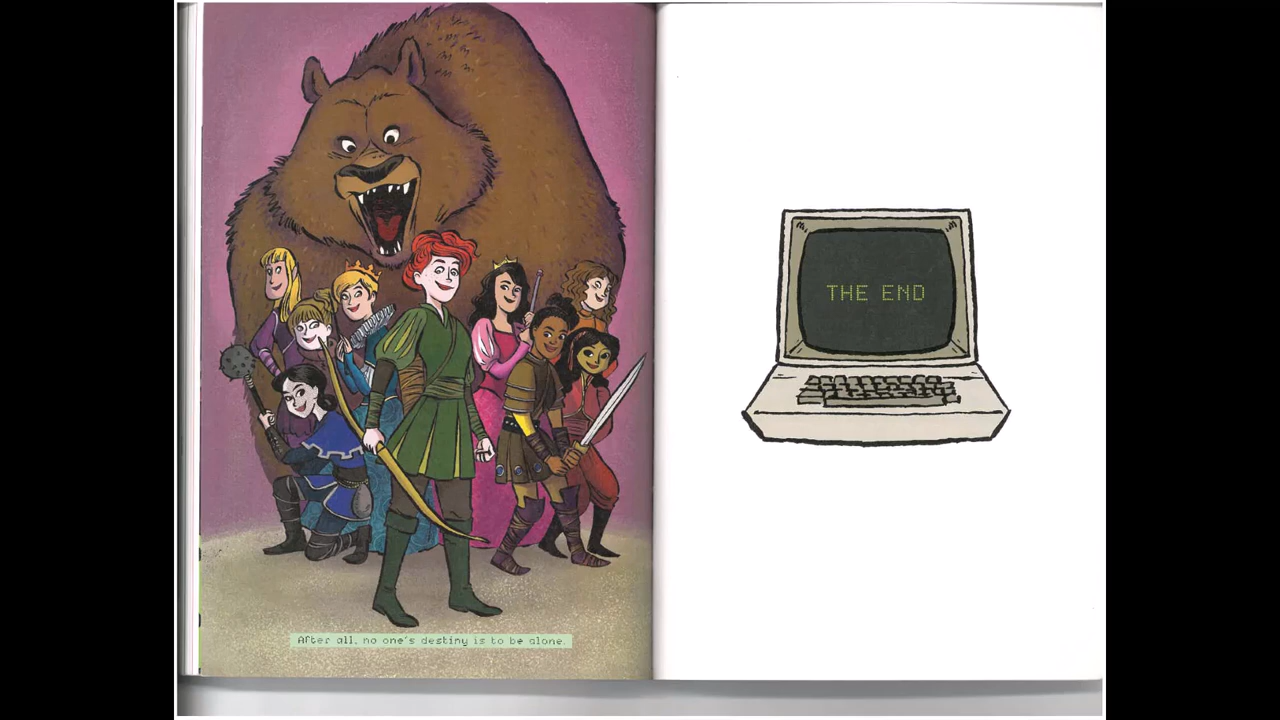 After all, no one's destiny is to be alone.
THE END